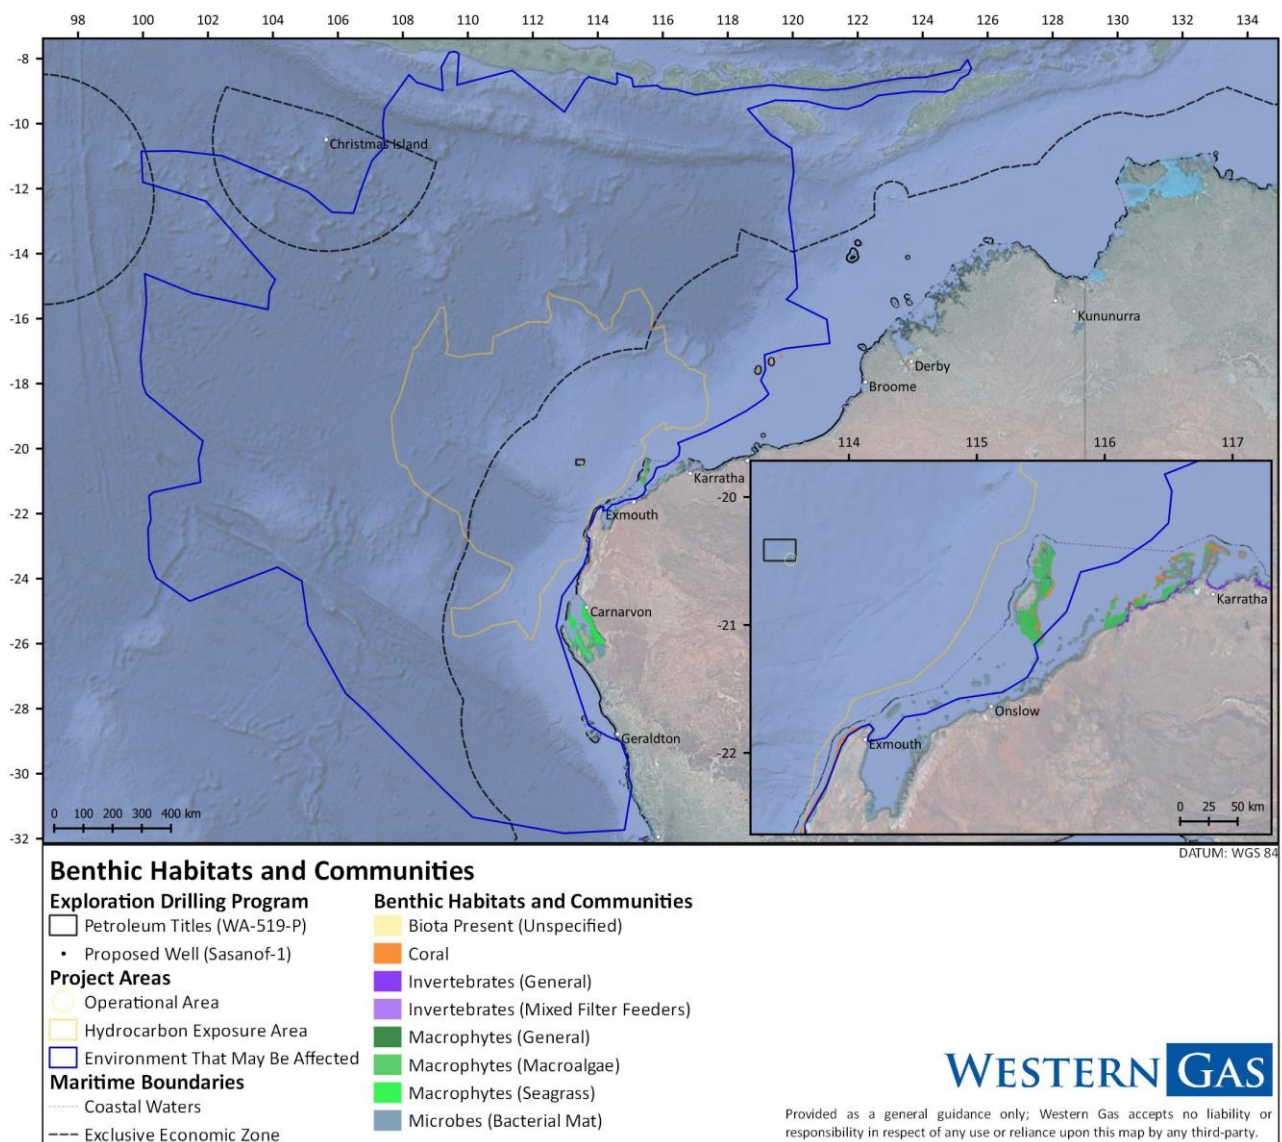 100 102 104 106 108 110 112 114 116 118 120 122 124 126 128 130 132 134
-8
-10
-12
-14
-16
-18
-20
-22
-24
-26
-28
-30
-32
Christmas Island
Kununurra
Derby
Broome
Karratha
Exmouth
Carnarvon
Geraldton
0 100 200 300 400 km
114 115 116 117
-20
-21
-22
Karratha
Onslow
Exmouth
0 25 50 km
DATUM: WGS 84
Benthic Habitats and Communities
Exploration Drilling Program
Petroleum Titles (WA-519-P)
Proposed Well (Sasanof-1)
Project Areas
Operational Area
Hydrocarbon Exposure Area
Environment That May Be Affected
Maritime Boundaries
Coastal Waters
Exclusive Economic Zone
Benthic Habitats and Communities
Biota Present (Unspecified)
Coral
Invertebrates (General)
Invertebrates (Mixed Filter Feeders)
Macrophytes (General)
Macrophytes (Macroalgae)
Macrophytes (Seagrass)
Microbes (Bacterial Mat)
WESTERN GAS
Provided as a general guidance only; Western Gas accepts no liability or
responsibility in respect of any use or reliance upon this map by any third-party.